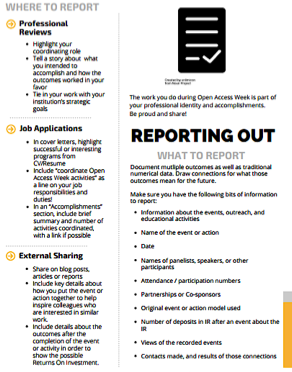 WHERE TO REPORT
Professional
Reviews
• Highlight your
coordinating role
• Tell a story about what
you intended to
accomplish and how the
outcomes worked in your
favor
• Tie in your work with your
institution's strategic
goals
Job Applications
• In cover letters, highlight
successful or interesting
programs from
CV/Resume
• Include "coordinate Open
Access Week activities" as
a line on your job
responsibilities and
duties!
• In an "Accomplishments"
section, include brief
summary and number of
activities coordinated,
with a link if possible
External Sharing
• Share on blog posts,
articles or reports
• Include key details about
how you put the event or
action together to help
inspire colleagues who
are interested in similar
work.
• Include details about the
outcomes after the
completion of the event
or activity in order to
show the possible
Returns On Investment.
The work you do during Open Access Week is part of
your professional identity and accomplishments.
Be proud and share!
REPORTING OUT
WHAT TO REPORT
Document multiple outcomes as well as traditional
numerical data. Draw connections for what those
outcomes mean for the future.
Make sure you have the following bits of information
to report:
• Information about the events, outreach, and
educational activities
• Name of the event or action
• Date
• Names of panelists, speakers, or other
participants
• Attendance / participation numbers
• Partnerships or Co-sponsors
• Original event or action model used
• Number of deposits in IR after an event about the
IR
• Views of the recorded events
• Contacts made, and results of those connections